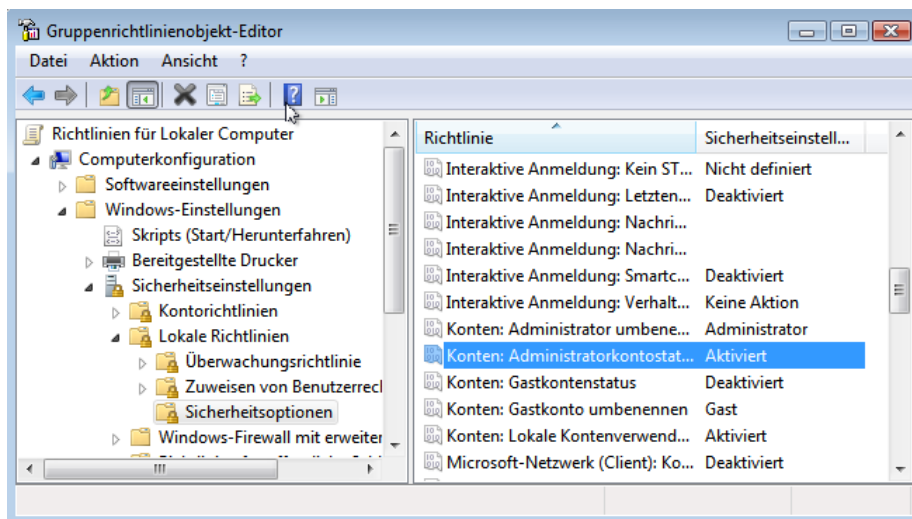 Gruppenrichtlinienobjekt-Editor
Datei Aktion Ansicht ?
Richtlinien für Lokaler Computer
Computerkonfiguration
Softwareeinstellungen
Windows-Einstellungen
Skripts (Start/Herunterfahren)
Bereitgestellte Drucker
Sicherheitseinstellungen
Kontorichtlinien
Lokale Richtlinien
Überwachungsrichtlinie
Zuweisen von Benutzerrecl
Sicherheitsoptionen
Windows-Firewall mit erweiter
Richtlinie Sicherheitseinstell...
Interaktive Anmeldung: Kein ST... Nicht definiert
Interaktive Anmeldung: Letzten... Deaktiviert
Interaktive Anmeldung: Nachri...
Interaktive Anmeldung: Nachri...
Interaktive Anmeldung: Smartc... Deaktiviert
Interaktive Anmeldung: Verhalt... Keine Aktion
Konten: Administrator umbene... Administrator
Konten: Administratorkontostat... Aktiviert
Konten: Gastkontenstatus Deaktiviert
Konten: Gastkonto umbenennen Gast
Konten: Lokale Kontenverwend... Aktiviert
Microsoft-Netzwerk (Client): Ko... Deaktiviert